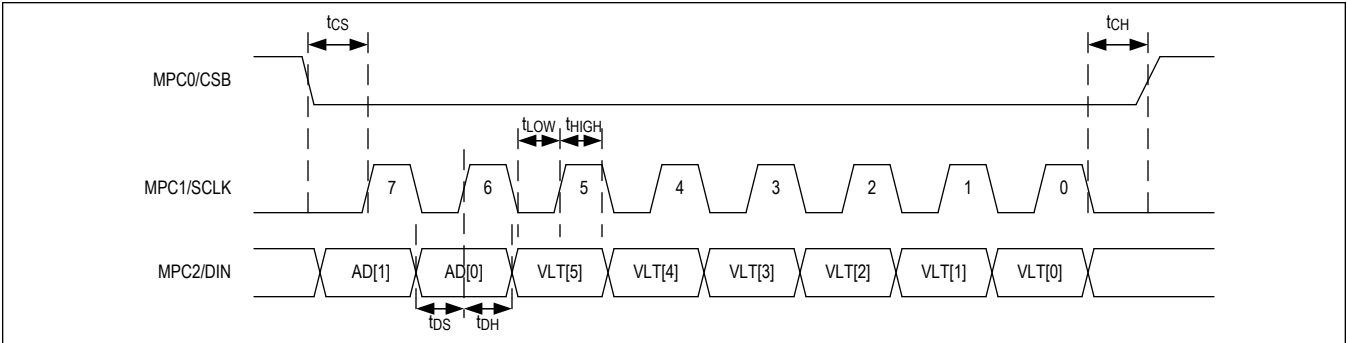 tCS tCH
MPC0/CSB
tLOW tHIGH
MPC1/SCLK 7 6 5 4 3 2 1 0
MPC2/DIN AD[1] AD[0] VLT[5] VLT[4] VLT[3] VLT[2] VLT[1] VLT[0]
tDS tDH